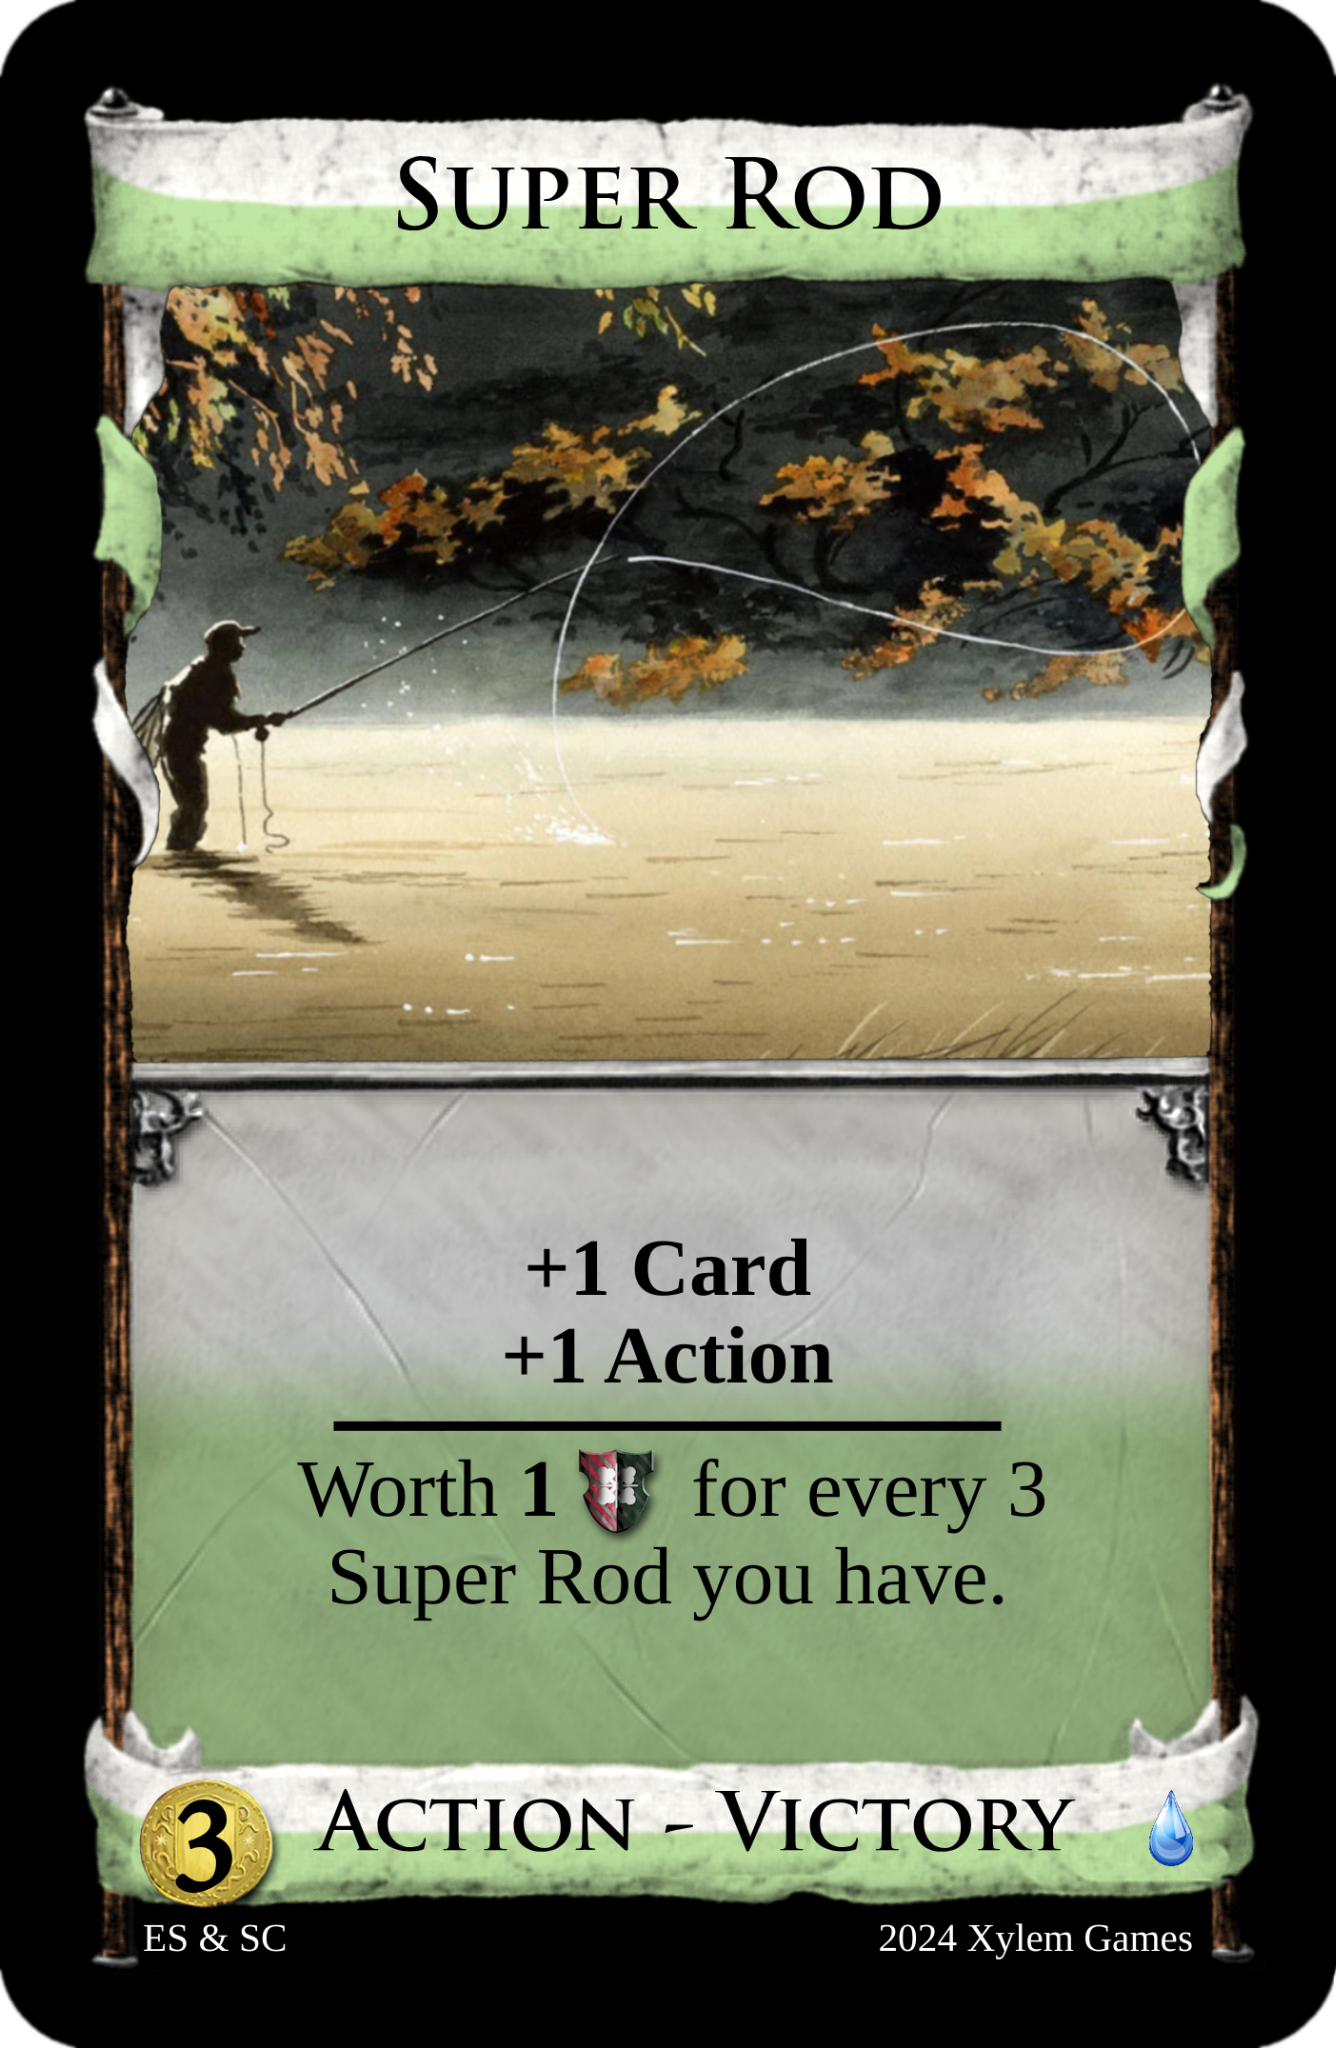 Super Rod
+1 Card
+1 Action
Worth 1 for every 3
Super Rod you have.
3 Action - Victory
ES & SC 2024 Xylem Games